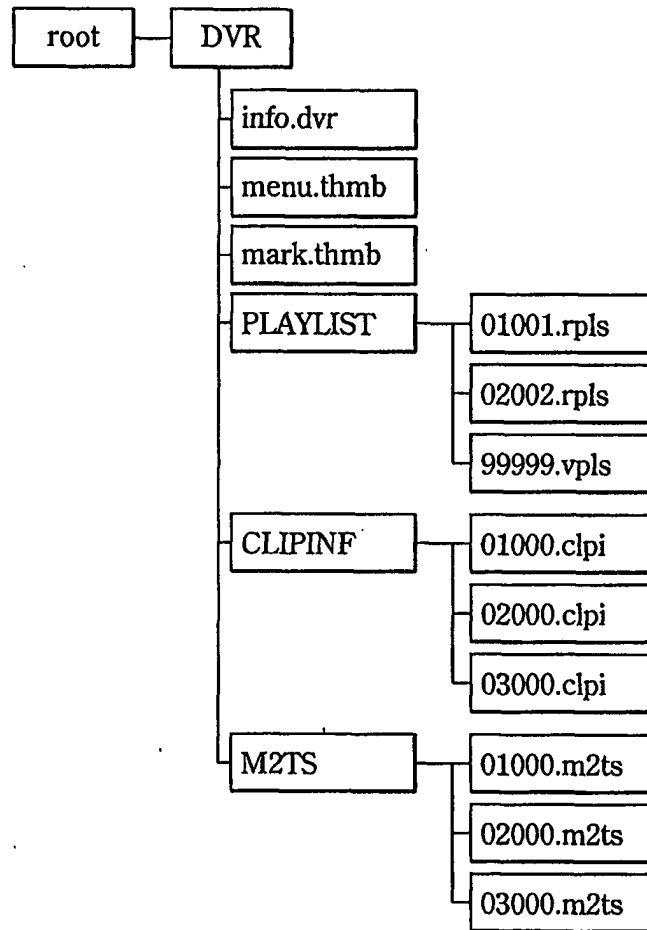 root DVR
info.dvr
menu.thmb
mark.thmb
PLAYLIST 01001.rpls
02002.rpls
99999.vpls
CLIPINF 01000.clpi
02000.clpi
03000.clpi
M2TS 01000.m2ts
02000.m2ts
03000.m2ts